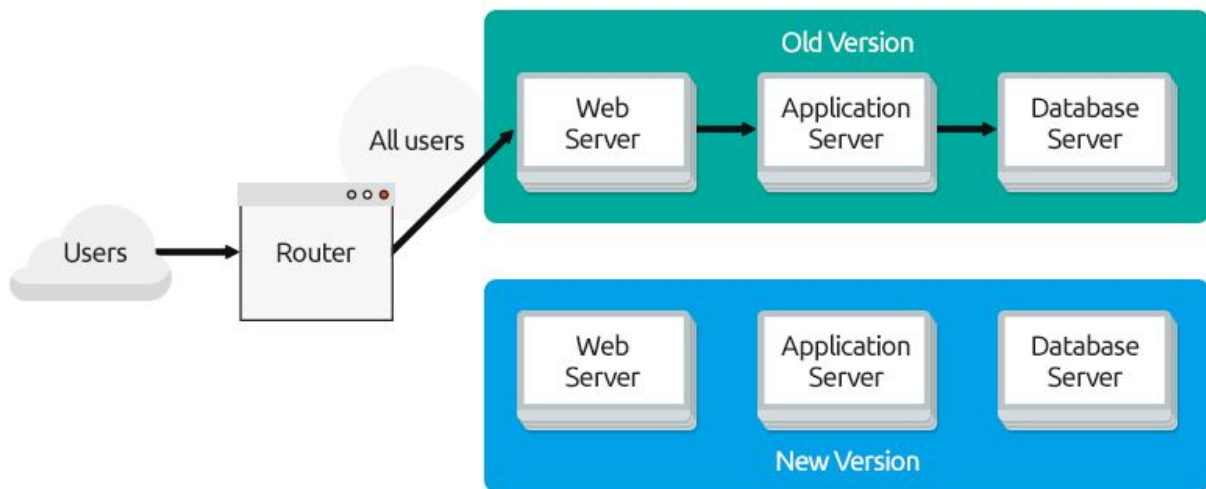 Old Version
Web
Server
Application
Server
Database
Server
All users
Users
Router
Web
Server
Application
Server
Database
Server
New Version